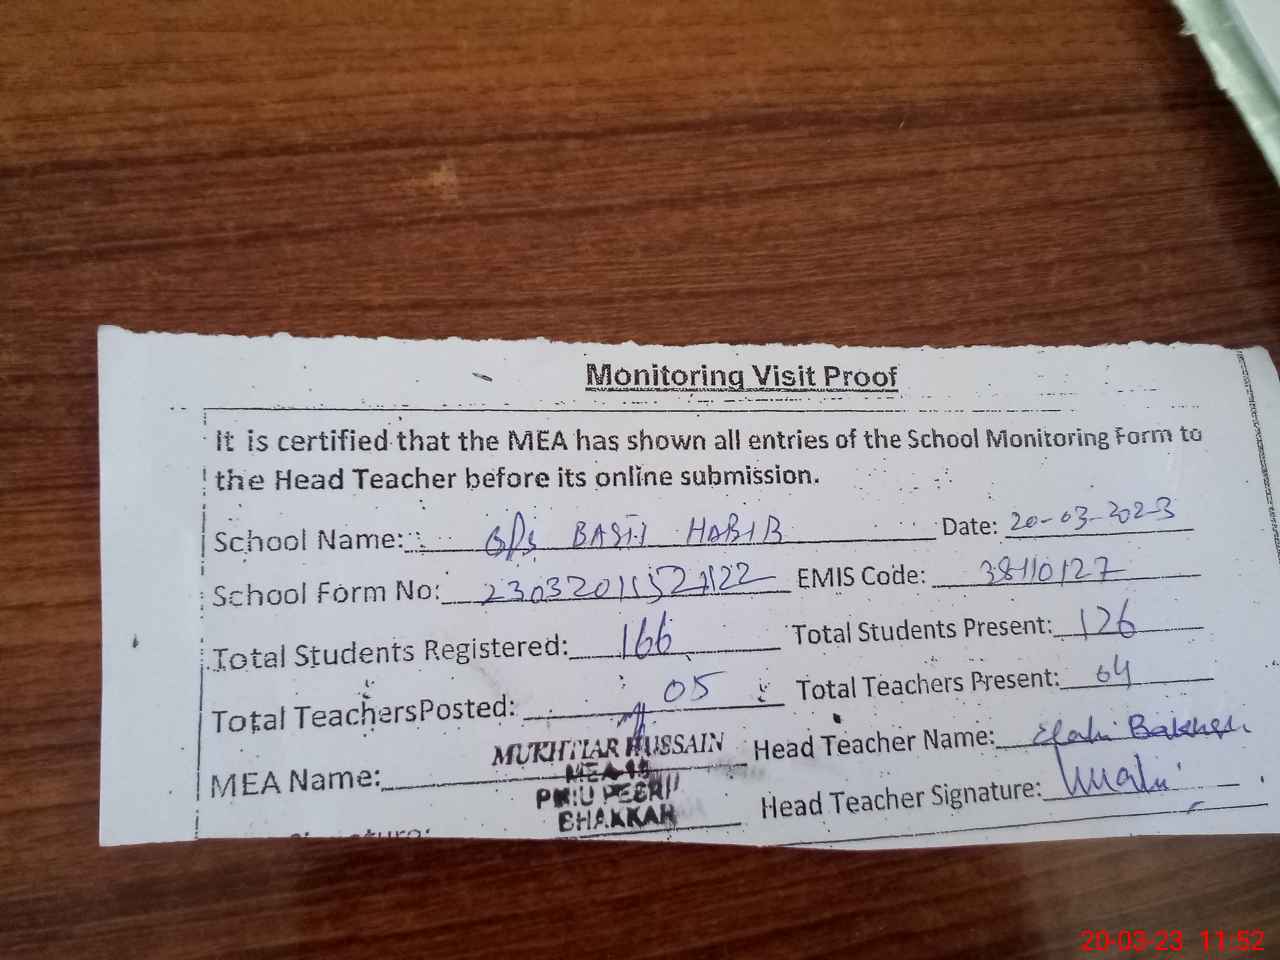 Monitoring Visit Proof
It is certified that the MEA has shown all entries of the School Monitoring Form to
the Head Teacher before its online submission.
School Name: GPS BASTI HABIB Date: 20-03-2023
School Form No: EMIS Code: 38110127
Total Students Registered: 166 Total Students Present: 126
Total TeachersPosted: 05 Total Teachers Present: 04
MEA Name: MUKHTIAR HUSSAIN Head Teacher Name: Elahi Bakhsh
PMIU PESRP Head Teacher Signature:
BHAKKAR
20-03-23 11:52